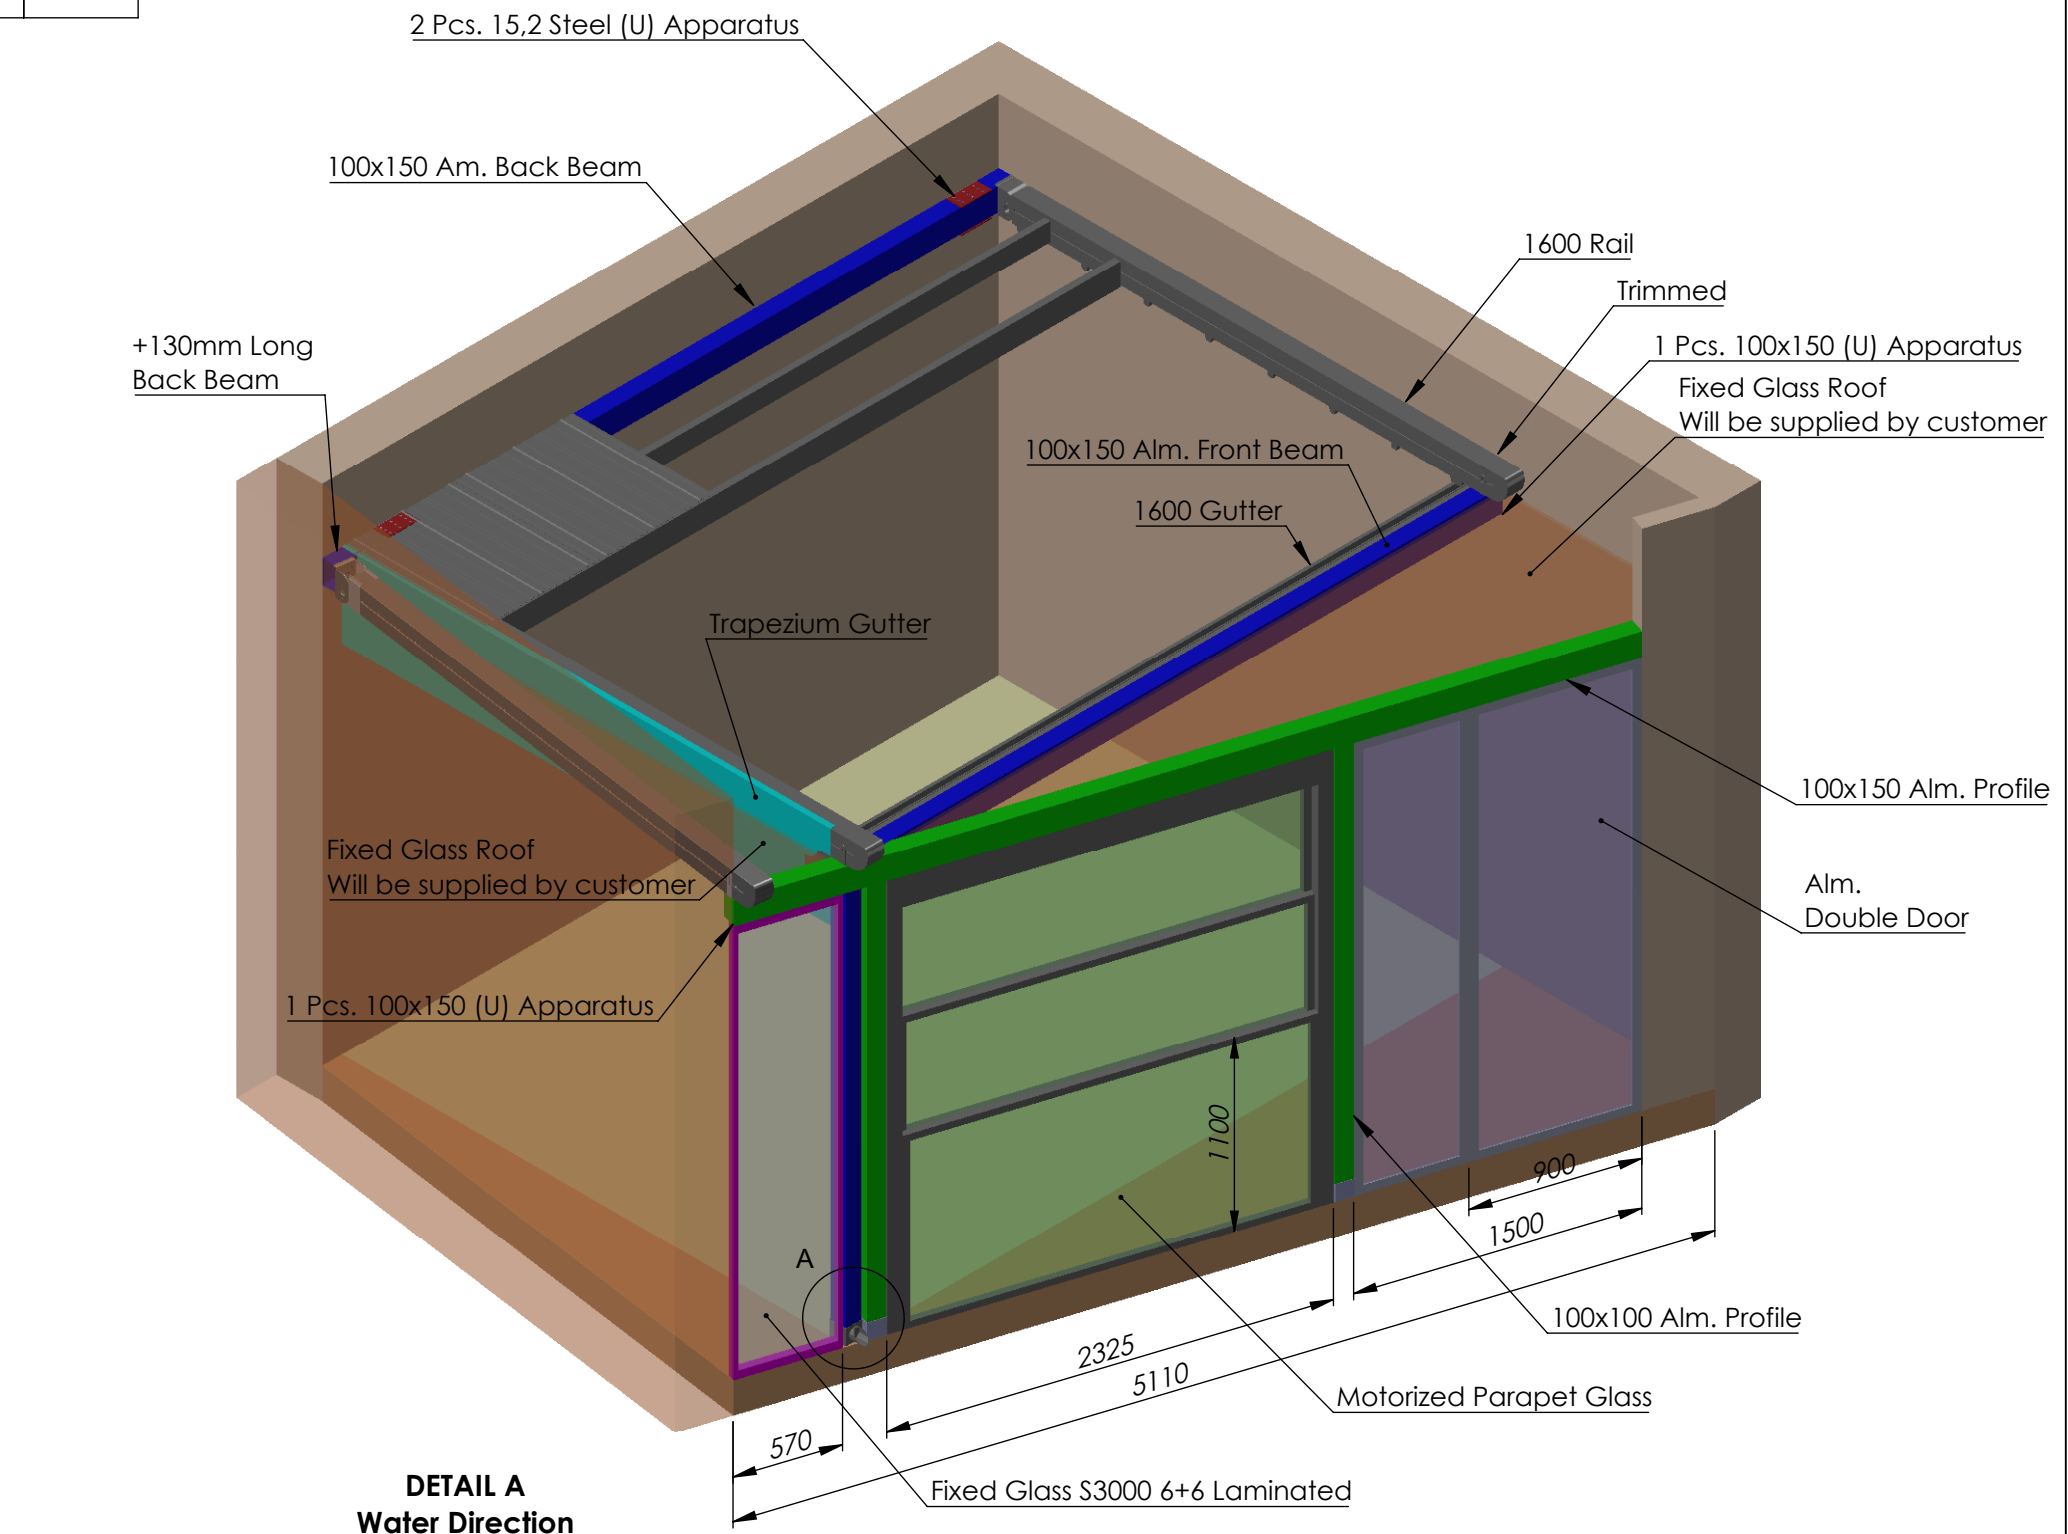 2 Pcs. 15,2 Steel (U) Apparatus
100x150 Am. Back Beam
1600 Rail
Trimmed
+130mm Long
Back Beam
1 Pcs. 100x150 (U) Apparatus
Fixed Glass Roof
Will be supplied by customer
100x150 Alm. Front Beam
1600 Gutter
Trapezium Gutter
100x150 Alm. Profile
Fixed Glass Roof
Will be supplied by customer
Alm.
Double Door
1 Pcs. 100x150 (U) Apparatus
1100
900
1500
A
100x100 Alm. Profile
2325
5110
Motorized Parapet Glass
570
Fixed Glass S3000 6+6 Laminated
DETAIL A
Water Direction